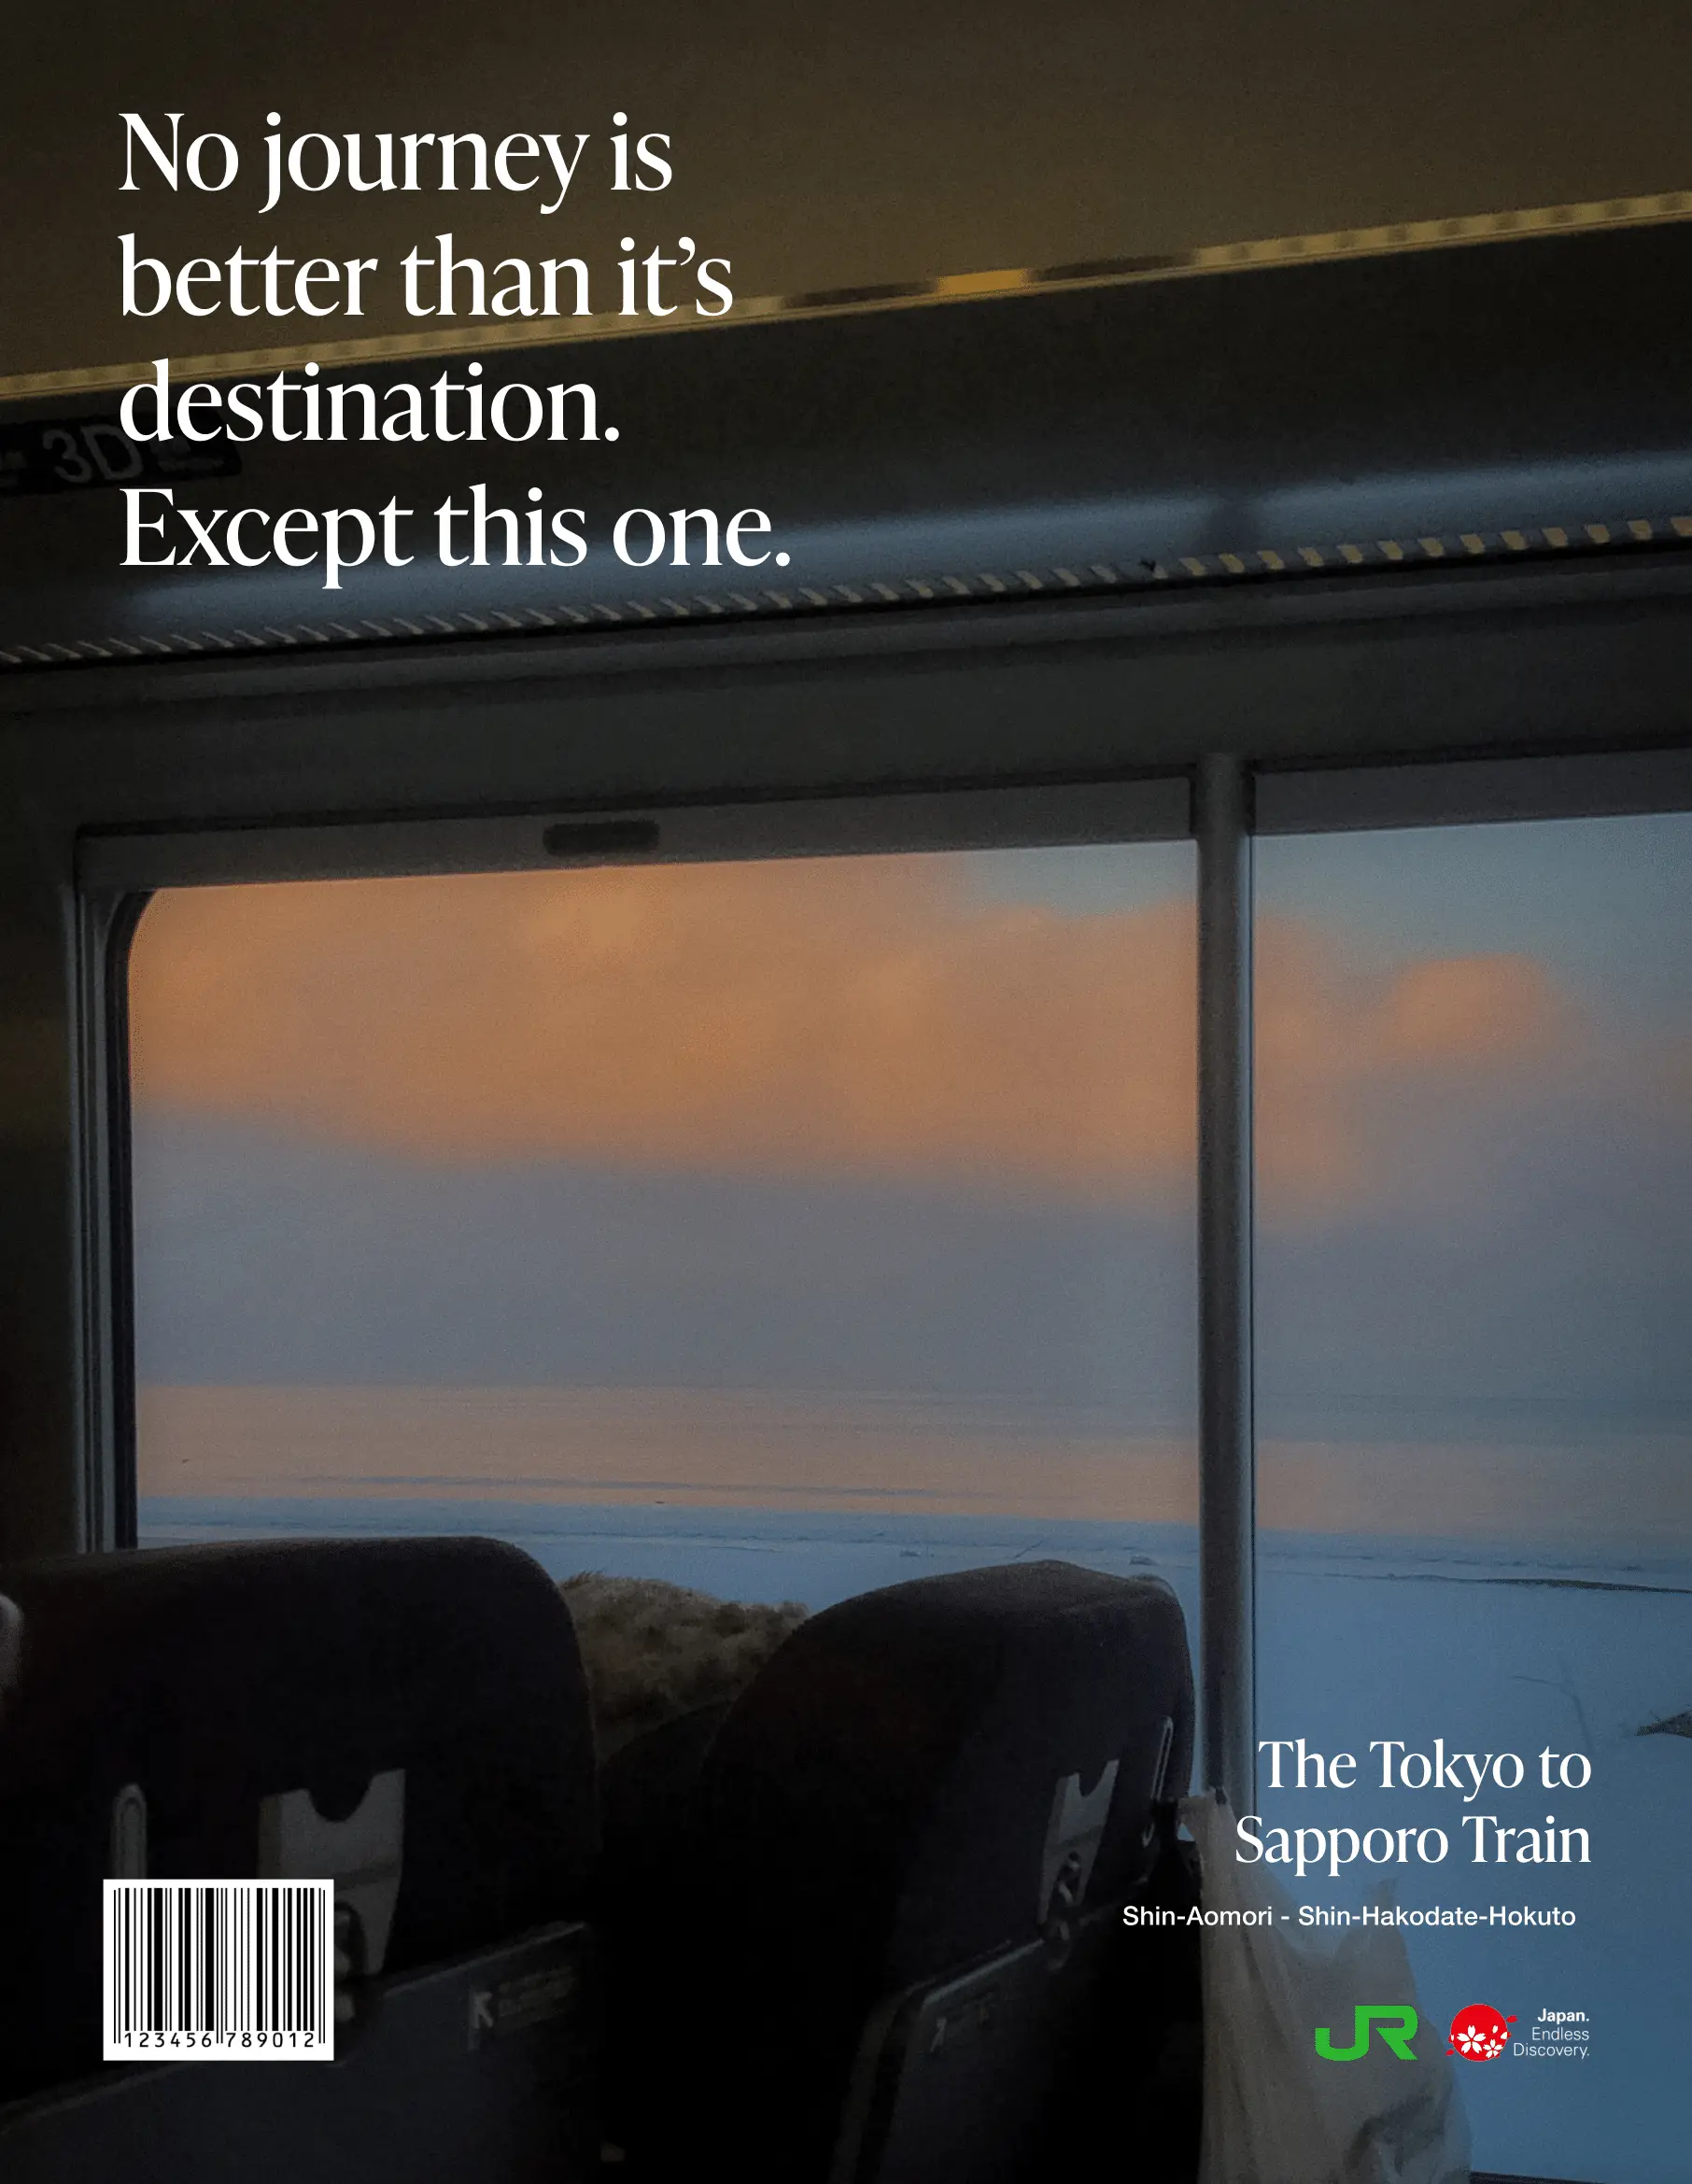 No journey is
better than it’s
destination.
Except this one.
3D
The Tokyo to
Sapporo Train
Shin-Aomori - Shin-Hakodate-Hokuto
123456 789012
JR
Japan.
Endless
Discovery.